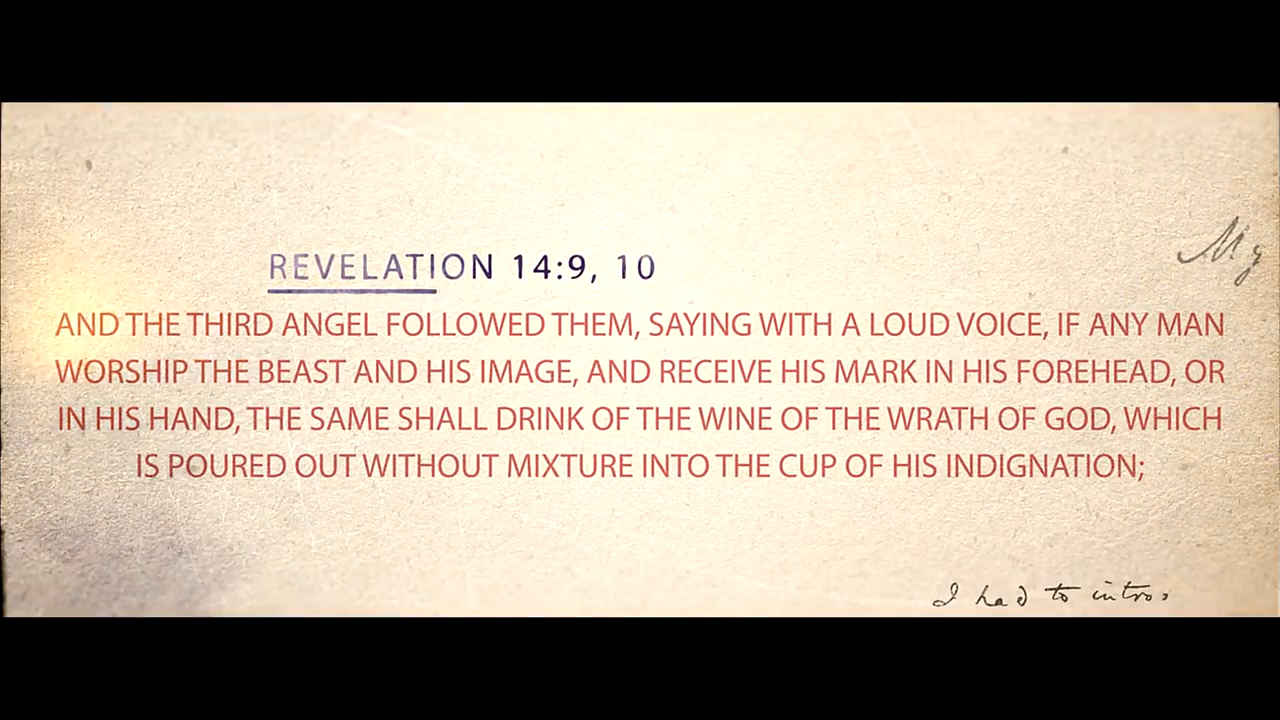 My
REVELATION 14:9, 10
AND THE THIRD ANGEL FOLLOWED THEM, SAYING WITH A LOUD VOICE, IF ANY MAN
WORSHIP THE BEAST AND HIS IMAGE, AND RECEIVE HIS MARK IN HIS FOREHEAD, OR
IN HIS HAND, THE SAME SHALL DRINK OF THE WINE OF THE WRATH OF GOD, WHICH
IS POURED OUT WITHOUT MIXTURE INTO THE CUP OF HIS INDIGNATION;
I had to intro